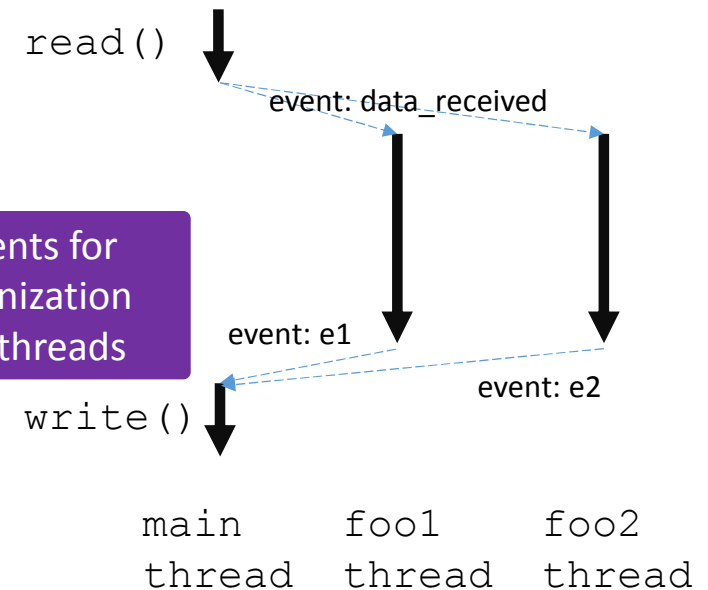 read()
event: data_received
ents for
nization
threads
event: e1
event: e2
write()
main foo1 foo2
thread thread thread